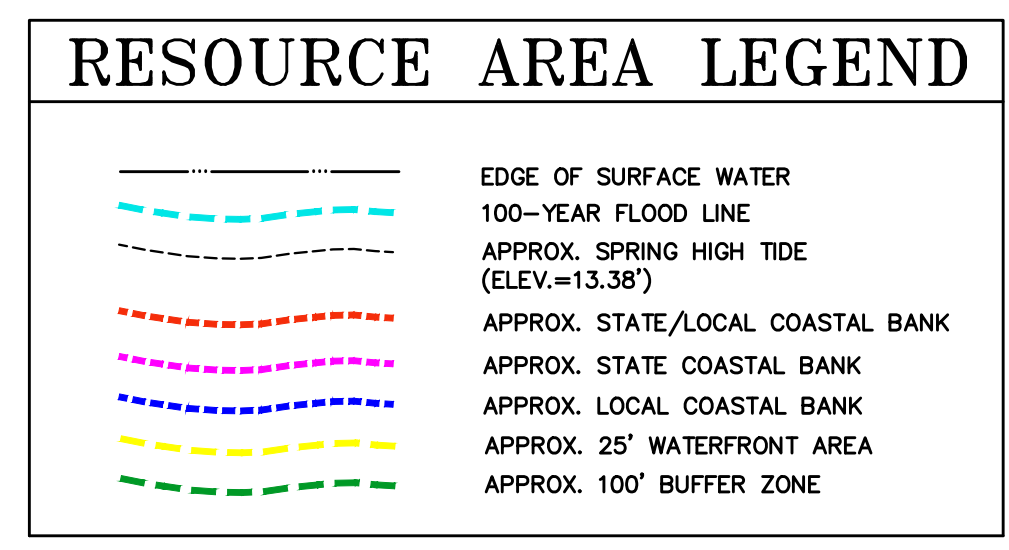 RESOURCE AREA LEGEND
EDGE OF SURFACE WATER
100-YEAR FLOOD LINE
APPROX. SPRING HIGH TIDE
(ELEV.=13.38')
APPROX. STATE/LOCAL COASTAL BANK
APPROX. STATE COASTAL BANK
APPROX. LOCAL COASTAL BANK
APPROX. 25' WATERFRONT AREA
APPROX. 100' BUFFER ZONE